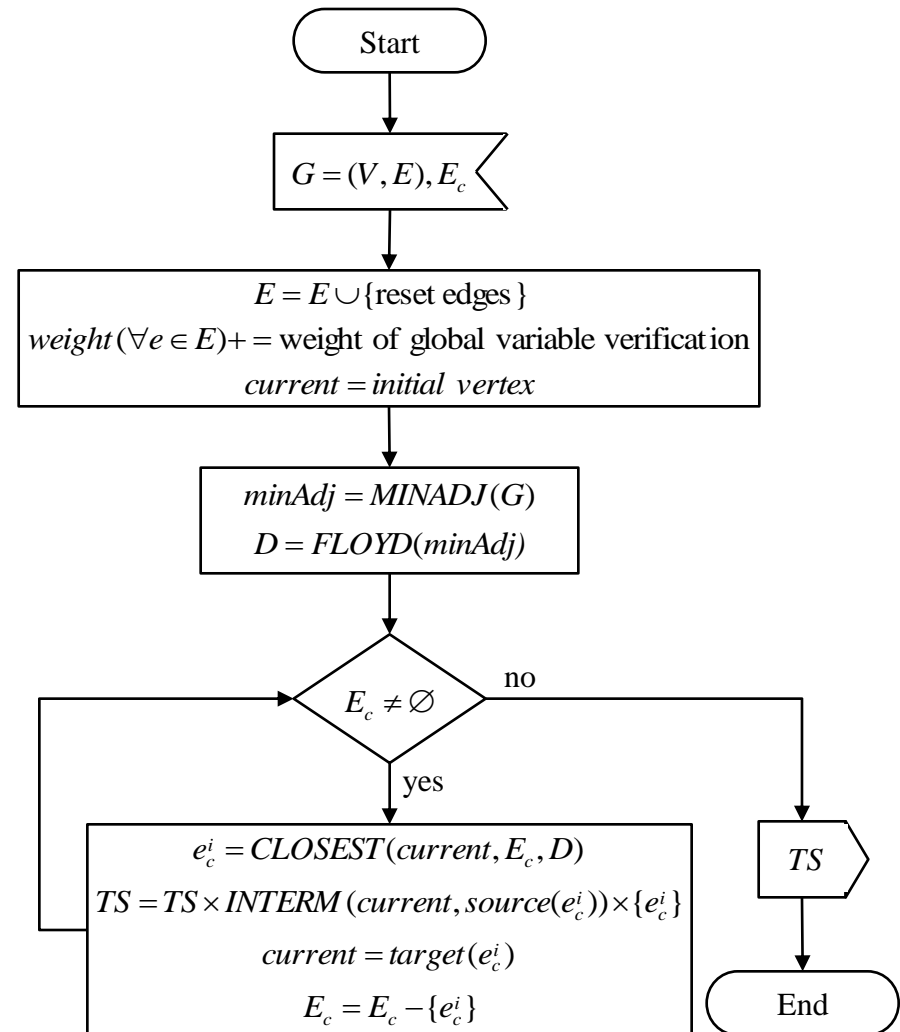 Start
G = (V, E), E_c
E = E ∪ {reset edges}
weight(∀e ∈ E)+ = weight of global variable verification
current = initial vertex
minAdj = MINADJ(G)
D = FLOYD(minAdj)
E_c ≠ ∅
no
yes
e_c^i = CLOSEST(current, E_c, D)
TS = TS × INTERM(current, source(e_c^i)) × {e_c^i}
current = target(e_c^i)
E_c = E_c − {e_c^i}
TS
End